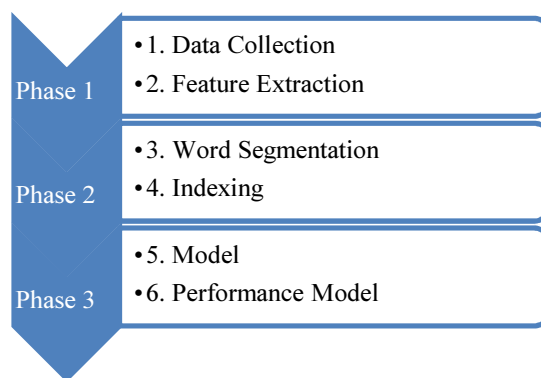 Phase 1
•1. Data Collection
•2. Feature Extraction
Phase 2
•3. Word Segmentation
•4. Indexing
Phase 3
•5. Model
•6. Performance Model